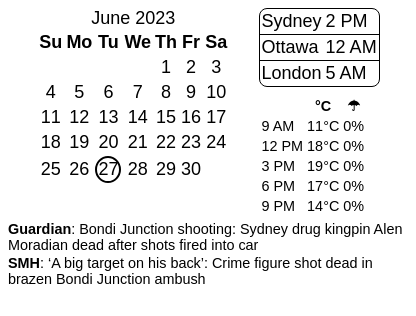 June 2023
Su Mo Tu We Th Fr Sa
1 2 3
4 5 6 7 8 9 10
11 12 13 14 15 16 17
18 19 20 21 22 23 24
25 26 27 28 29 30
Sydney 2 PM
Ottawa 12 AM
London 5 AM
°C ☂
9 AM 11°C 0%
12 PM 18°C 0%
3 PM 19°C 0%
6 PM 17°C 0%
9 PM 14°C 0%
Guardian: Bondi Junction shooting: Sydney drug kingpin Alen
Moradian dead after shots fired into car
SMH: ‘A big target on his back’: Crime figure shot dead in
brazen Bondi Junction ambush